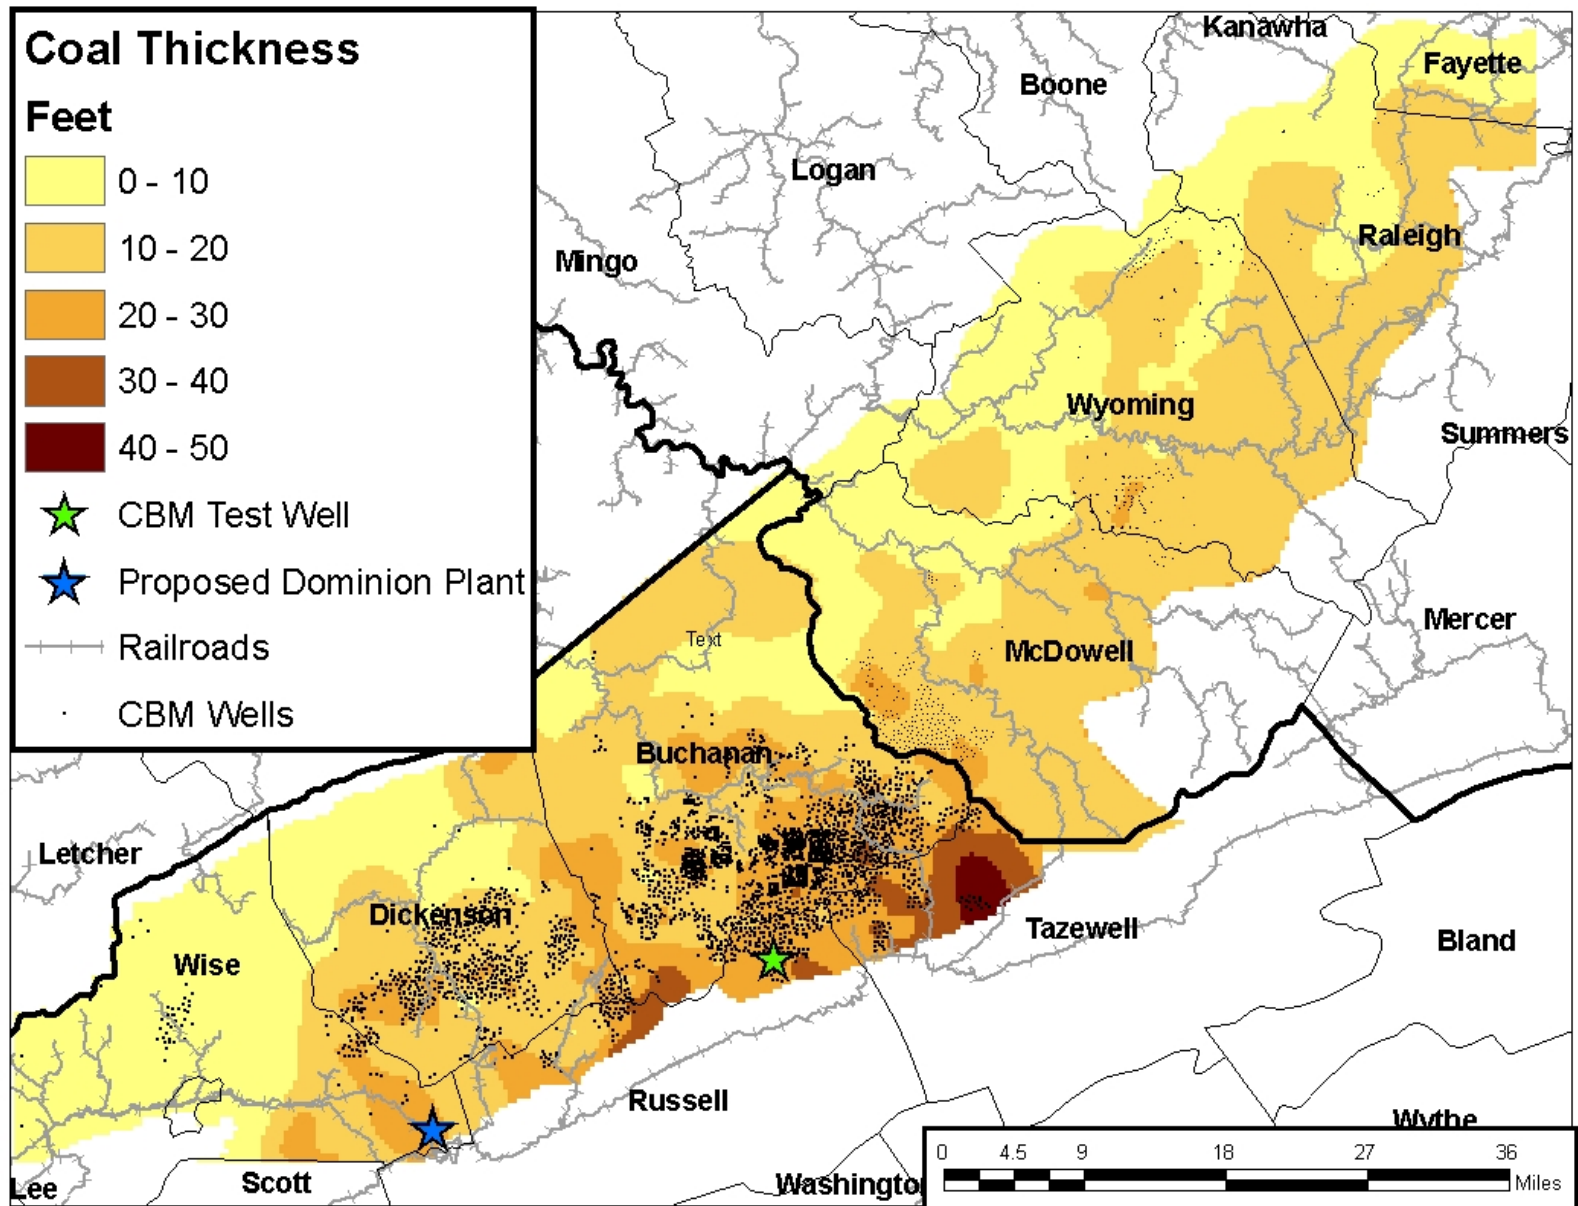 Coal Thickness
Feet
0 - 10
10 - 20
20 - 30
30 - 40
40 - 50
CBM Test Well
Proposed Dominion Plant
Railroads
CBM Wells
Kanawha
Fayette
Boone
Logan
Raleigh
Mingo
Wyoming
Summers
Mercer
Text
McDowell
Buchanan
Letcher
Dickenson
Tazewell
Bland
Wise
Russell
Wythe
Scott
Lee
Washingto
0 4.5 9 18 27 36
Miles